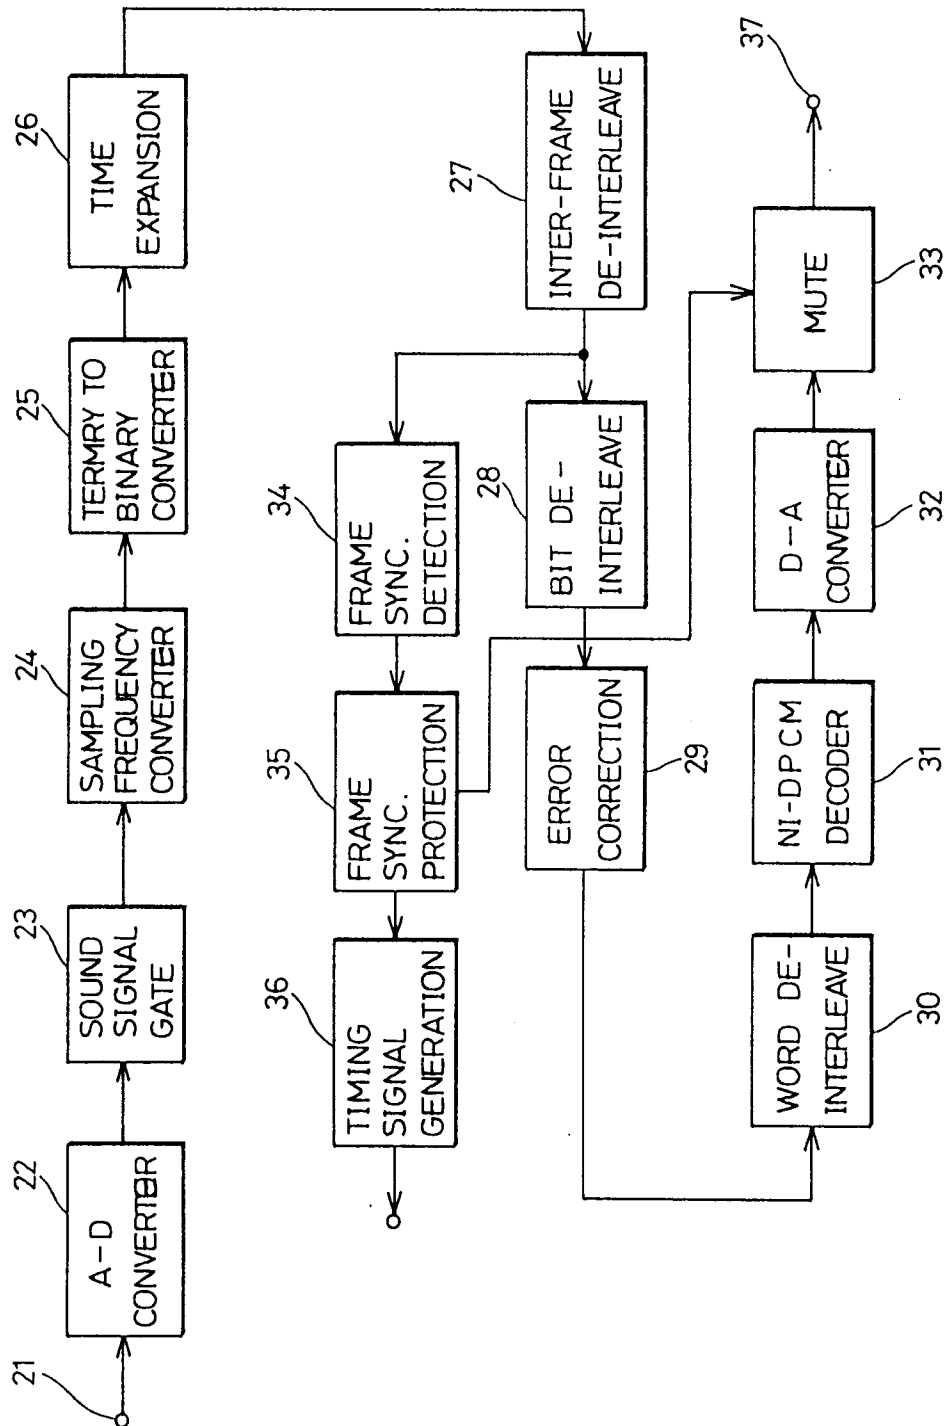 21
22
A-D
CONVERTER
23
SOUND
SIGNAL
GATE
24
SAMPLING
FREQUENCY
CONVERTER
25
TERMRY TO
BINARY
CONVERTER
26
TIME
EXPANSION
36
TIMING
SIGNAL
GENERATION
35
FRAME
SYNC.
PROTECTION
34
FRAME
SYNC.
DETECTION
27
INTER-FRAME
DE-INTERLEAVE
28
BIT DE-
INTERLEAVE
ERROR
CORRECTION
29
WORD DE-
INTERLEAVE
30
NI-DPCM
DECODER
31
D-A
CONVERTER
32
MUTE
33
37